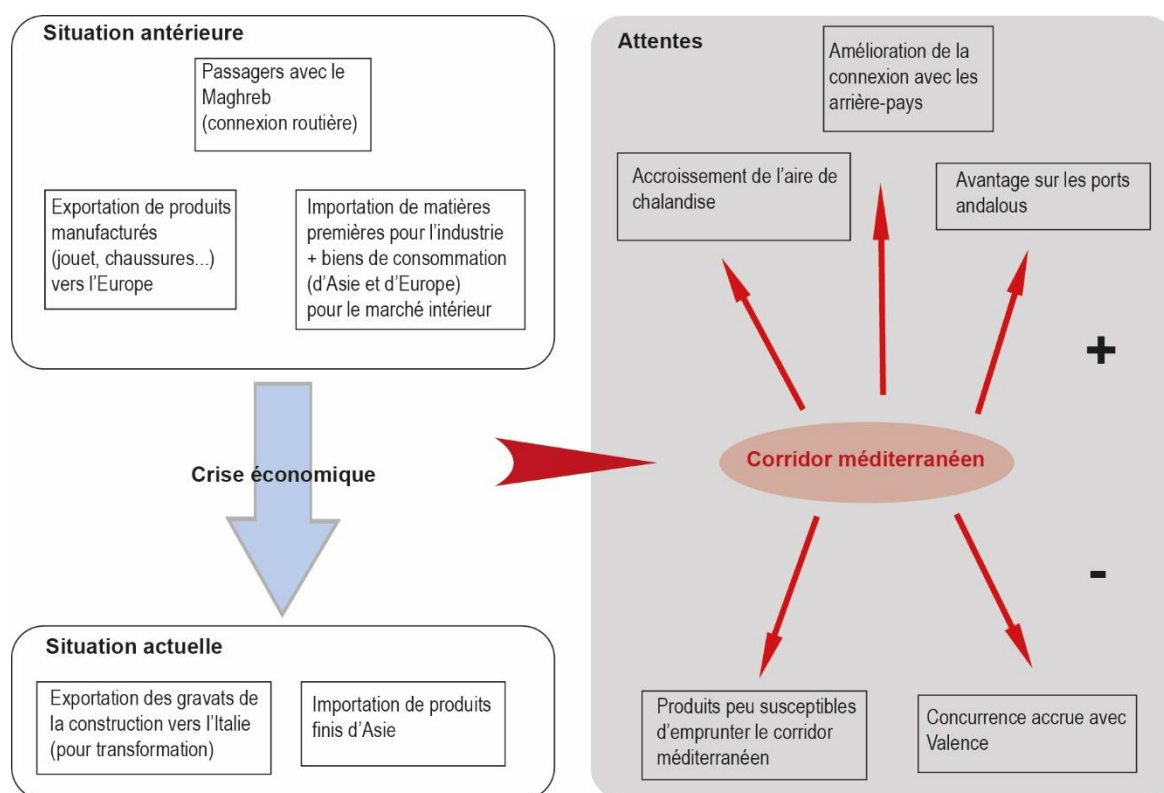 Situation antérieure
Passagers avec le
Maghreb
(connexion routière)
Exportation de produits
manufacturés
(jouet, chaussures...)
vers l'Europe
Importation de matières
premières pour l'industrie
+ biens de consommation
(d'Asie et d'Europe)
pour le marché intérieur
Crise économique
Situation actuelle
Exportation des gravats de
la construction vers l'Italie
(pour transformation)
Importation de produits
finis d'Asie
Attentes
Amélioration de la
connexion avec les
arrière-pays
Accroissement de l'aire de
chalandise
Avantage sur les ports
andalous
+
Corridor méditerranéen
-
Produits peu susceptibles
d'emprunter le corridor
méditerranéen
Concurrence accrue avec
Valence